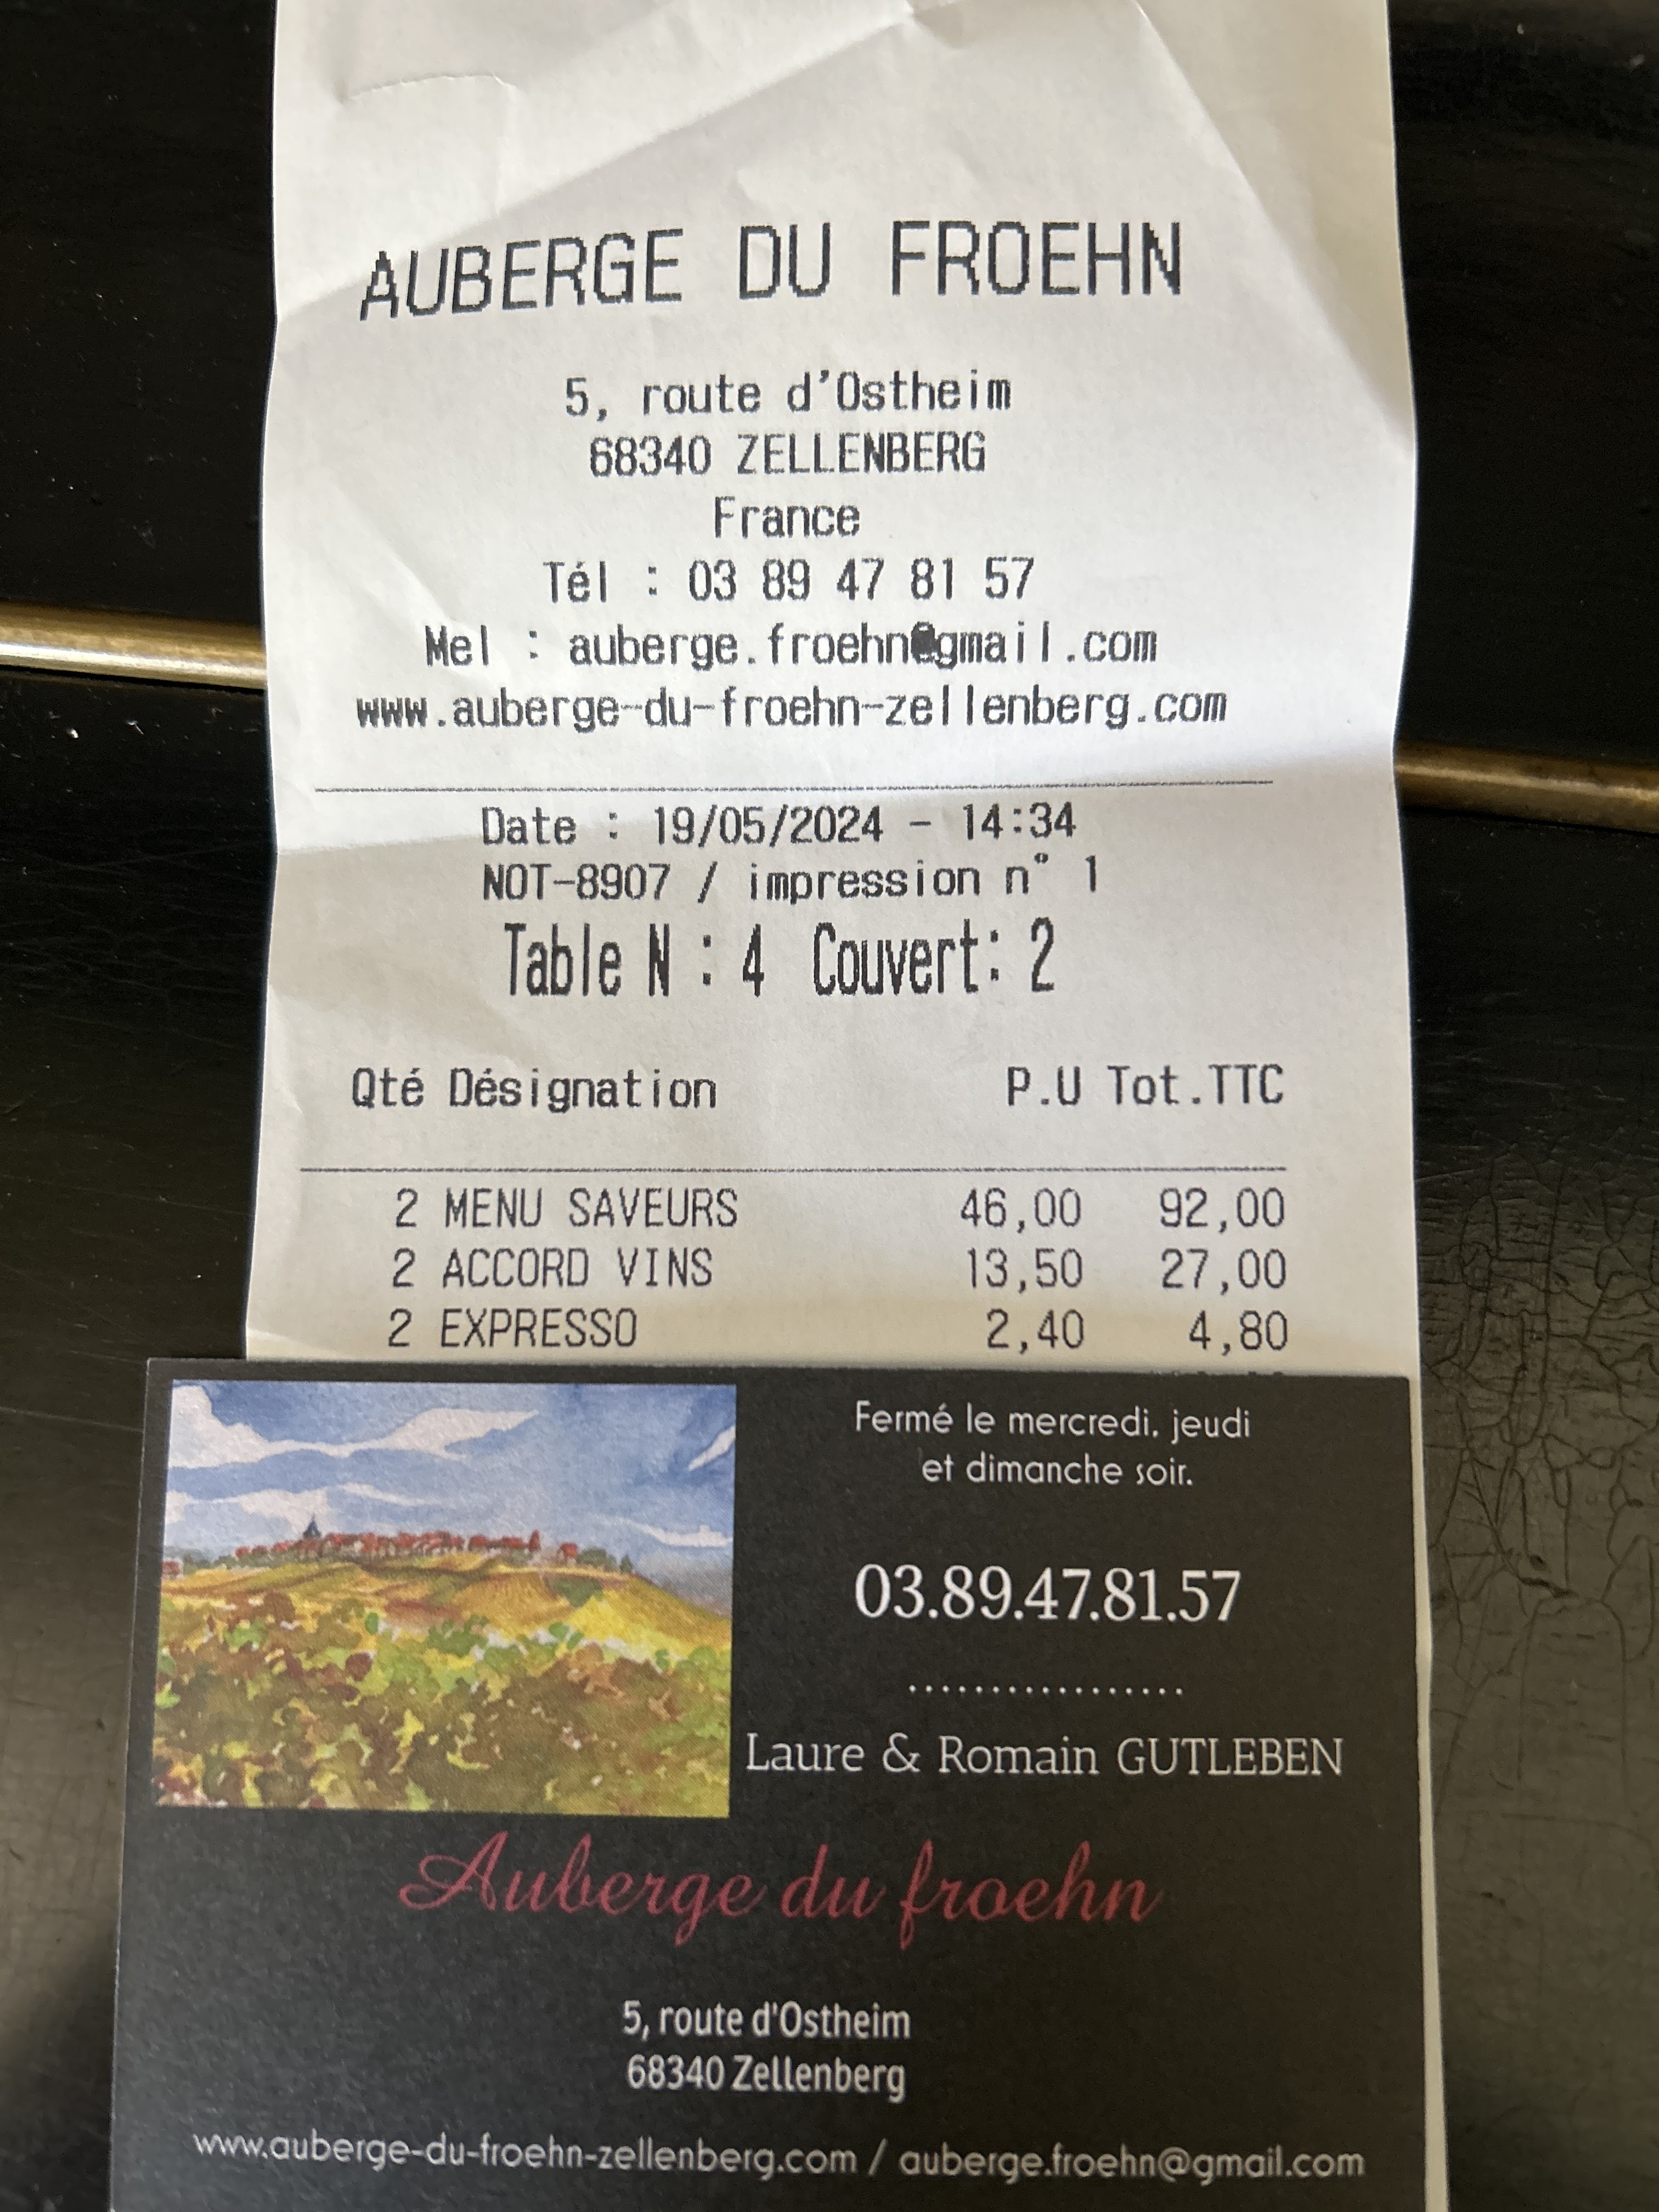 AUBERGE DU FROEHN
5, route d'Ostheim
68340 ZELLENBERG
France
Tél : 03 89 47 81 57
Mel : auberge.froehn@gmail.com
www.auberge-du-froehn-zellenberg.com
Date : 19/05/2024 - 14:34
NOT-8907 / impression n° 1
Table N : 4 Couvert: 2
Qté Désignation P.U Tot.TTC
2 MENU SAVEURS 46,00 92,00
2 ACCORD VINS 13,50 27,00
2 EXPRESSO 2,40 4,80
Fermé le mercredi, jeudi
et dimanche soir.
03.89.47.81.57
.................
Laure & Romain GUTLEBEN
Auberge du froehn
5, route d'Ostheim
68340 Zellenberg
www.auberge-du-froehn-zellenberg.com / auberge.froehn@gmail.com